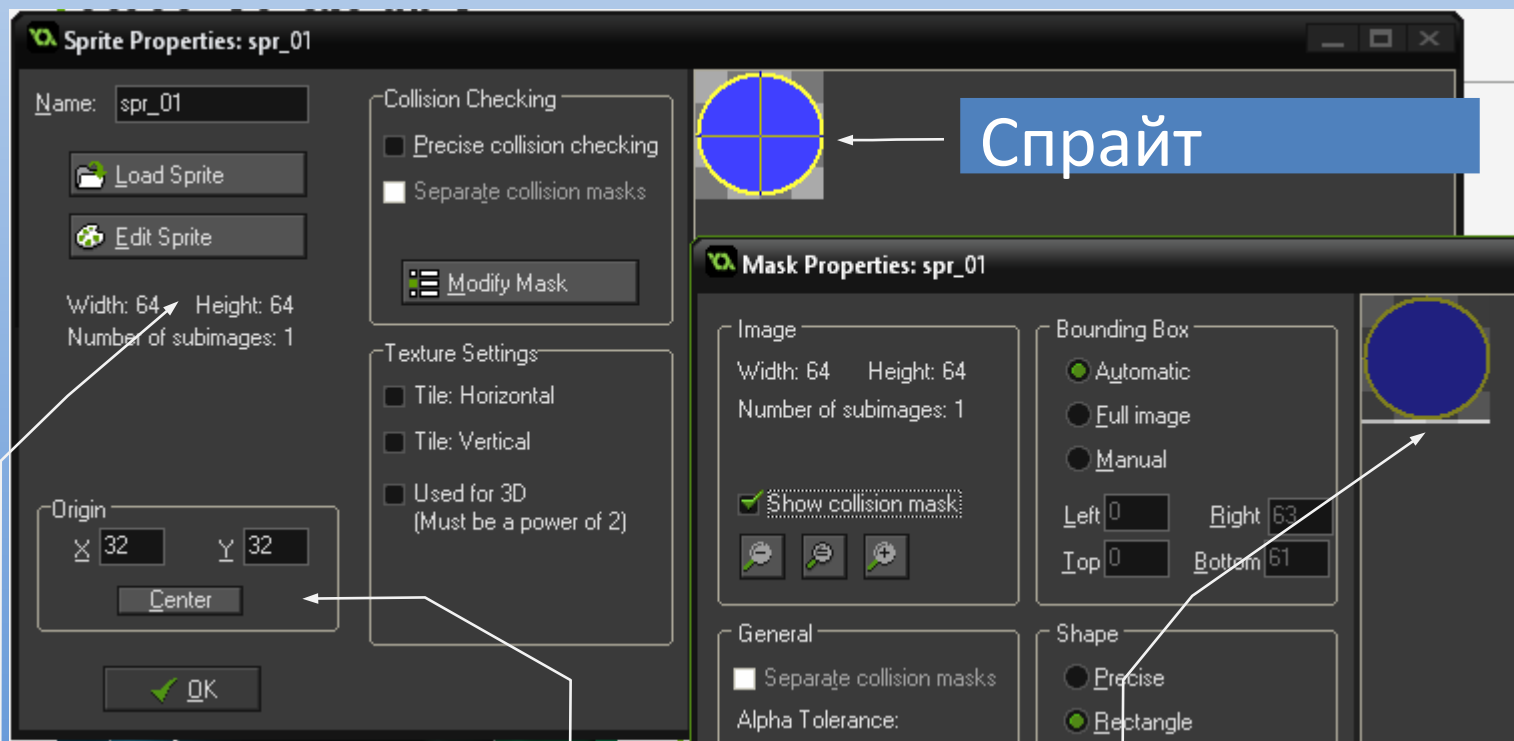 Sprite Properties: spr_01
Name: spr_01
Load Sprite
Edit Sprite
Width: 64 Height: 64
Number of subimages: 1
Origin
X 32 Y 32
Center
OK
Collision Checking
Precise collision checking
Separate collision masks
Modify Mask
Texture Settings
Tile: Horizontal
Tile: Vertical
Used for 3D
(Must be a power of 2)
Спрайт
Mask Properties: spr_01
Image
Width: 64 Height: 64
Number of subimages: 1
Show collision mask
General
Separate collision masks
Alpha Tolerance:
Bounding Box
Automatic
Full image
Manual
Left 0 Right 63
Top 0 Bottom 61
Shape
Precise
Rectangle